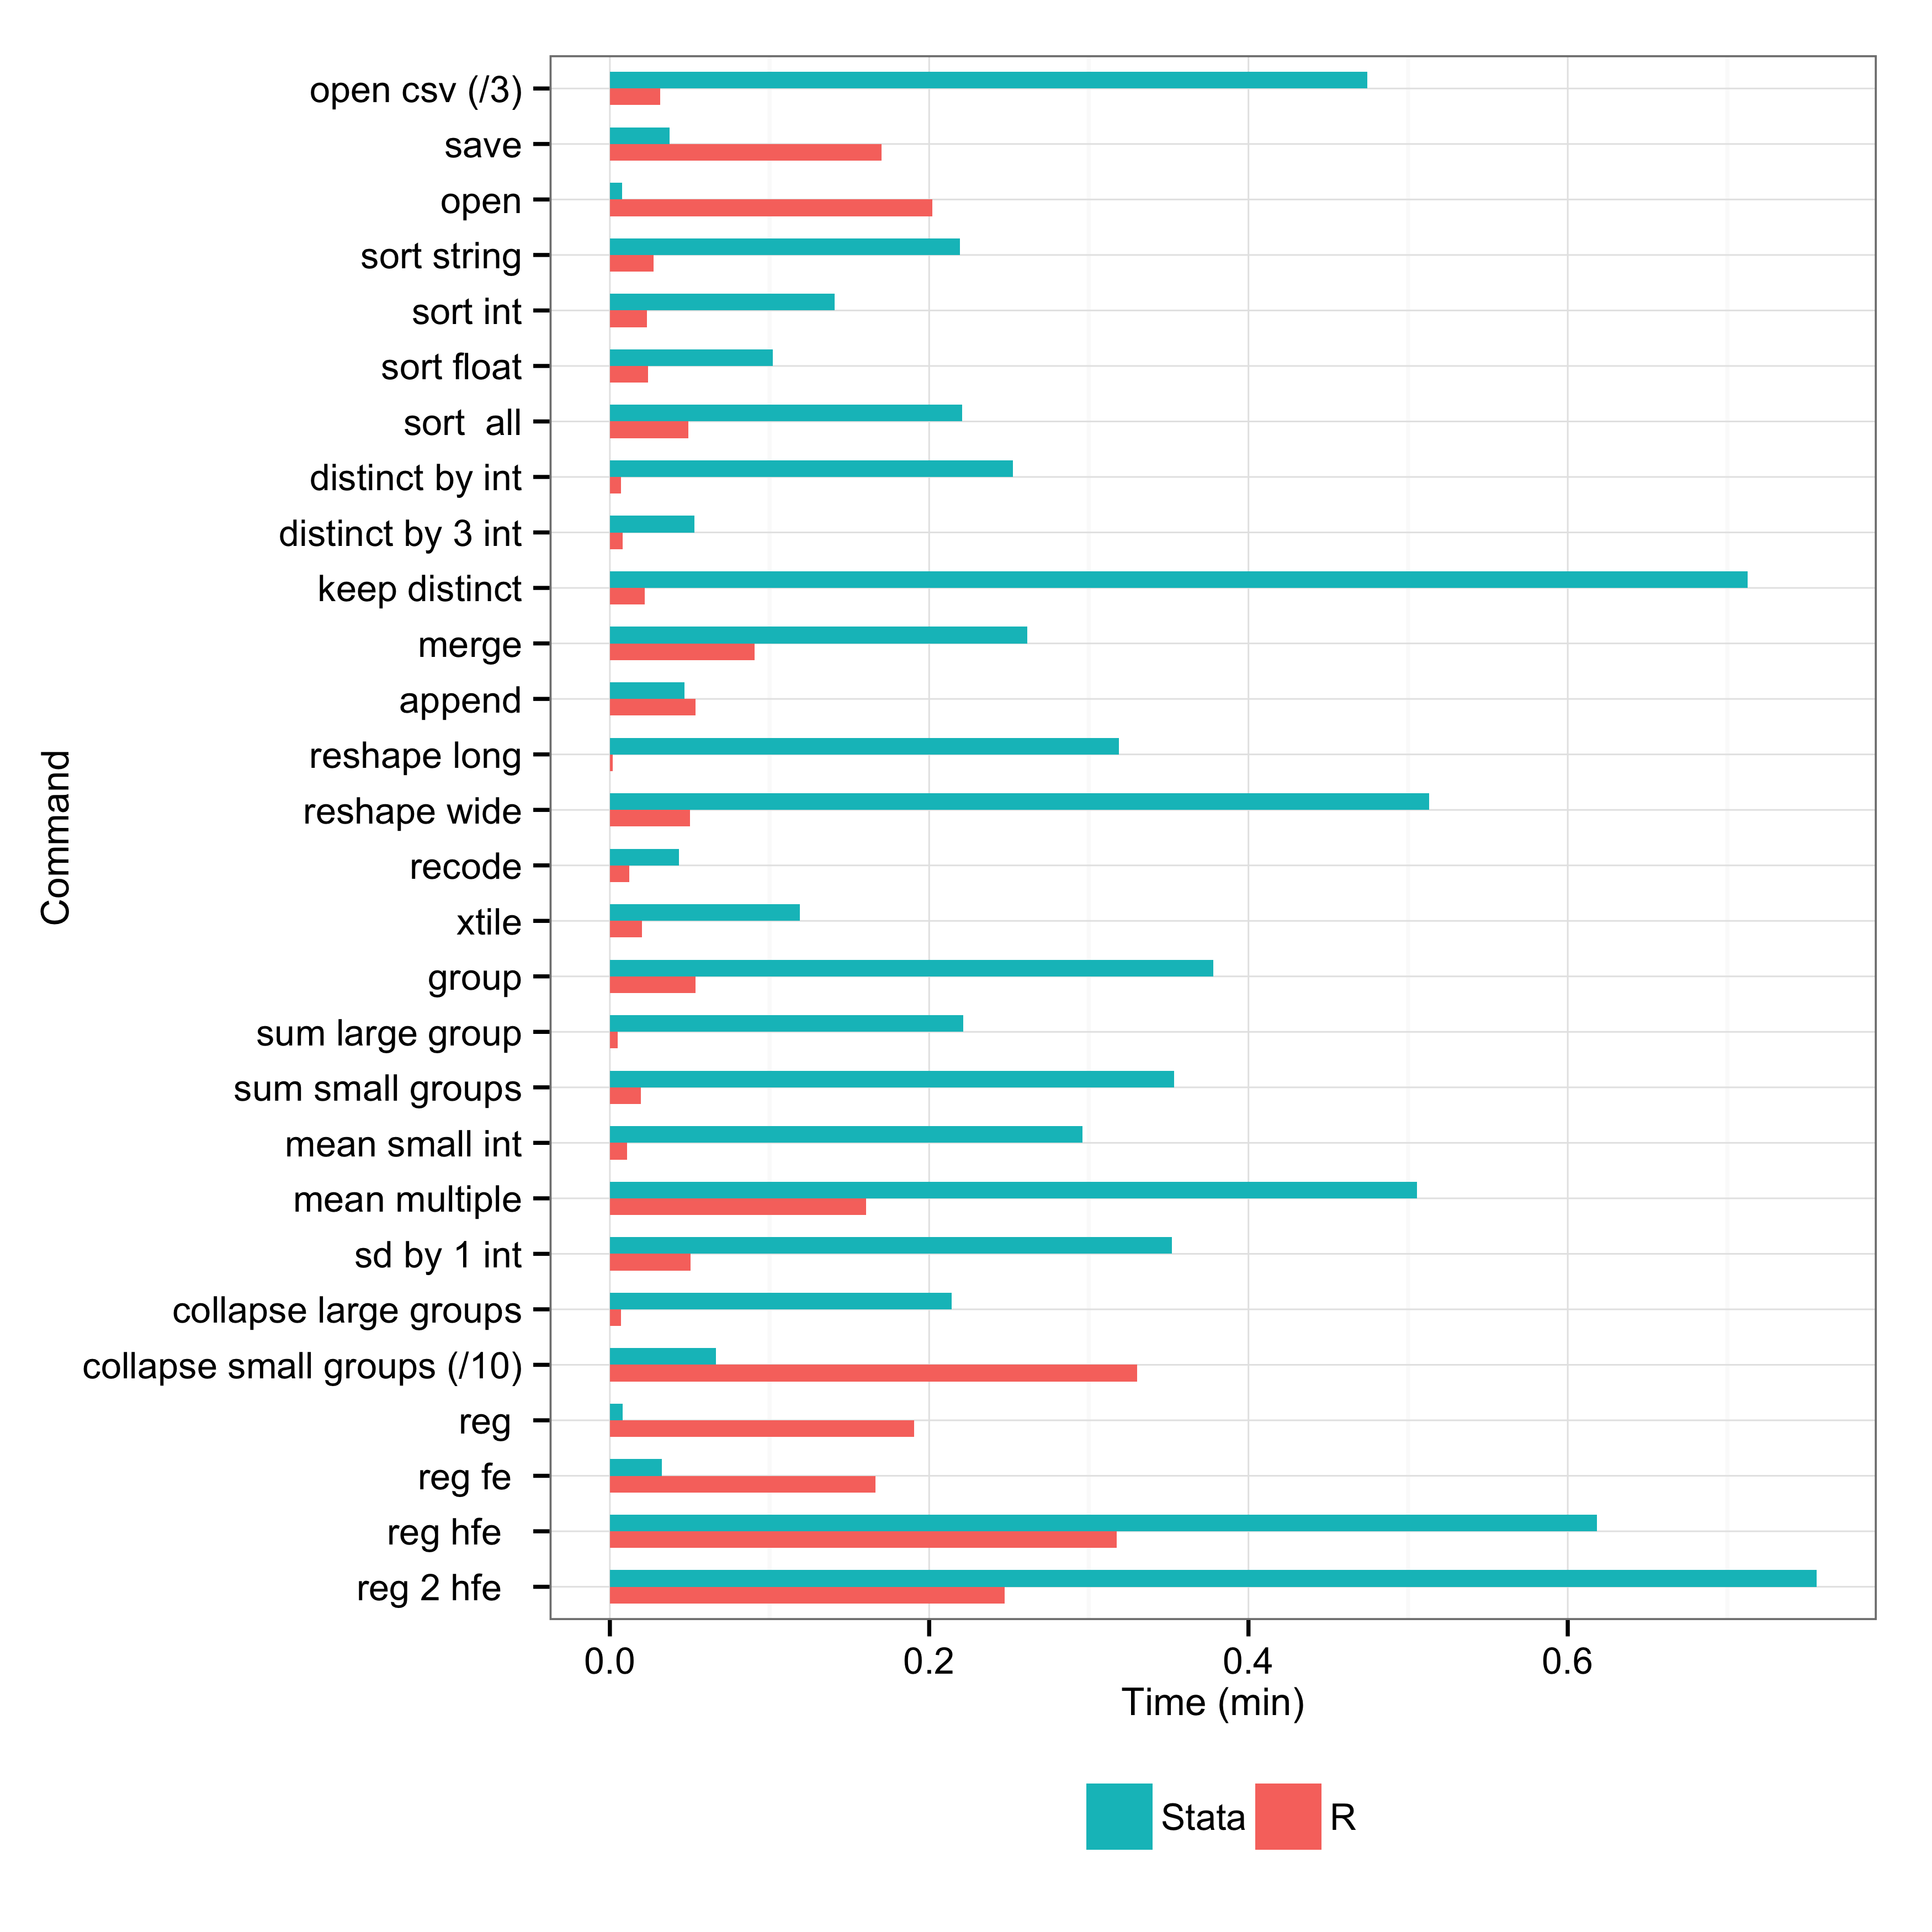 open csv (/3)
save
open
sort string
sort int
sort float
sort  all
distinct by int
distinct by 3 int
keep distinct
merge
append
reshape long
reshape wide
recode
xtile
group
sum large group
sum small groups
mean small int
mean multiple
sd by 1 int
collapse large groups
collapse small groups (/10)
reg
reg fe
reg hfe
reg 2 hfe
Command
0.0 0.2 0.4 0.6
Time (min)
Stata R